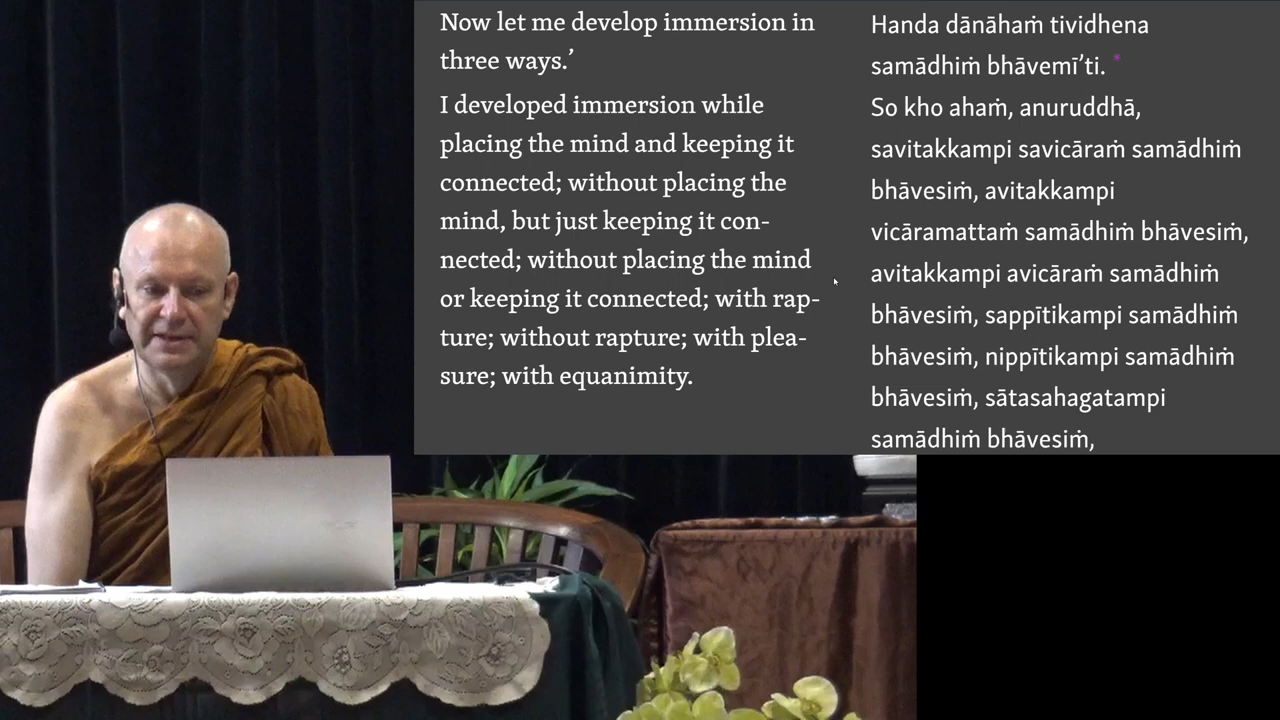 Now let me develop immersion in
three ways.’
I developed immersion while
placing the mind and keeping it
connected; without placing the
mind, but just keeping it con-
nected; without placing the mind
or keeping it connected; with rap-
ture; without rapture; with plea-
sure; with equanimity.
Handa dānāhaṁ tividhena
samādhiṁ bhāvemī’ti. *
So kho ahaṁ, anuruddhā,
savitakkampi savicāraṁ samādhiṁ
bhāvesiṁ, avitakkampi
vicāramattaṁ samādhiṁ bhāvesiṁ,
avitakkampi avicāraṁ samādhiṁ
bhāvesiṁ, sappītikampi samādhiṁ
bhāvesiṁ, nippītikampi samādhiṁ
bhāvesiṁ, sātasahagatampi
samādhiṁ bhāvesiṁ,